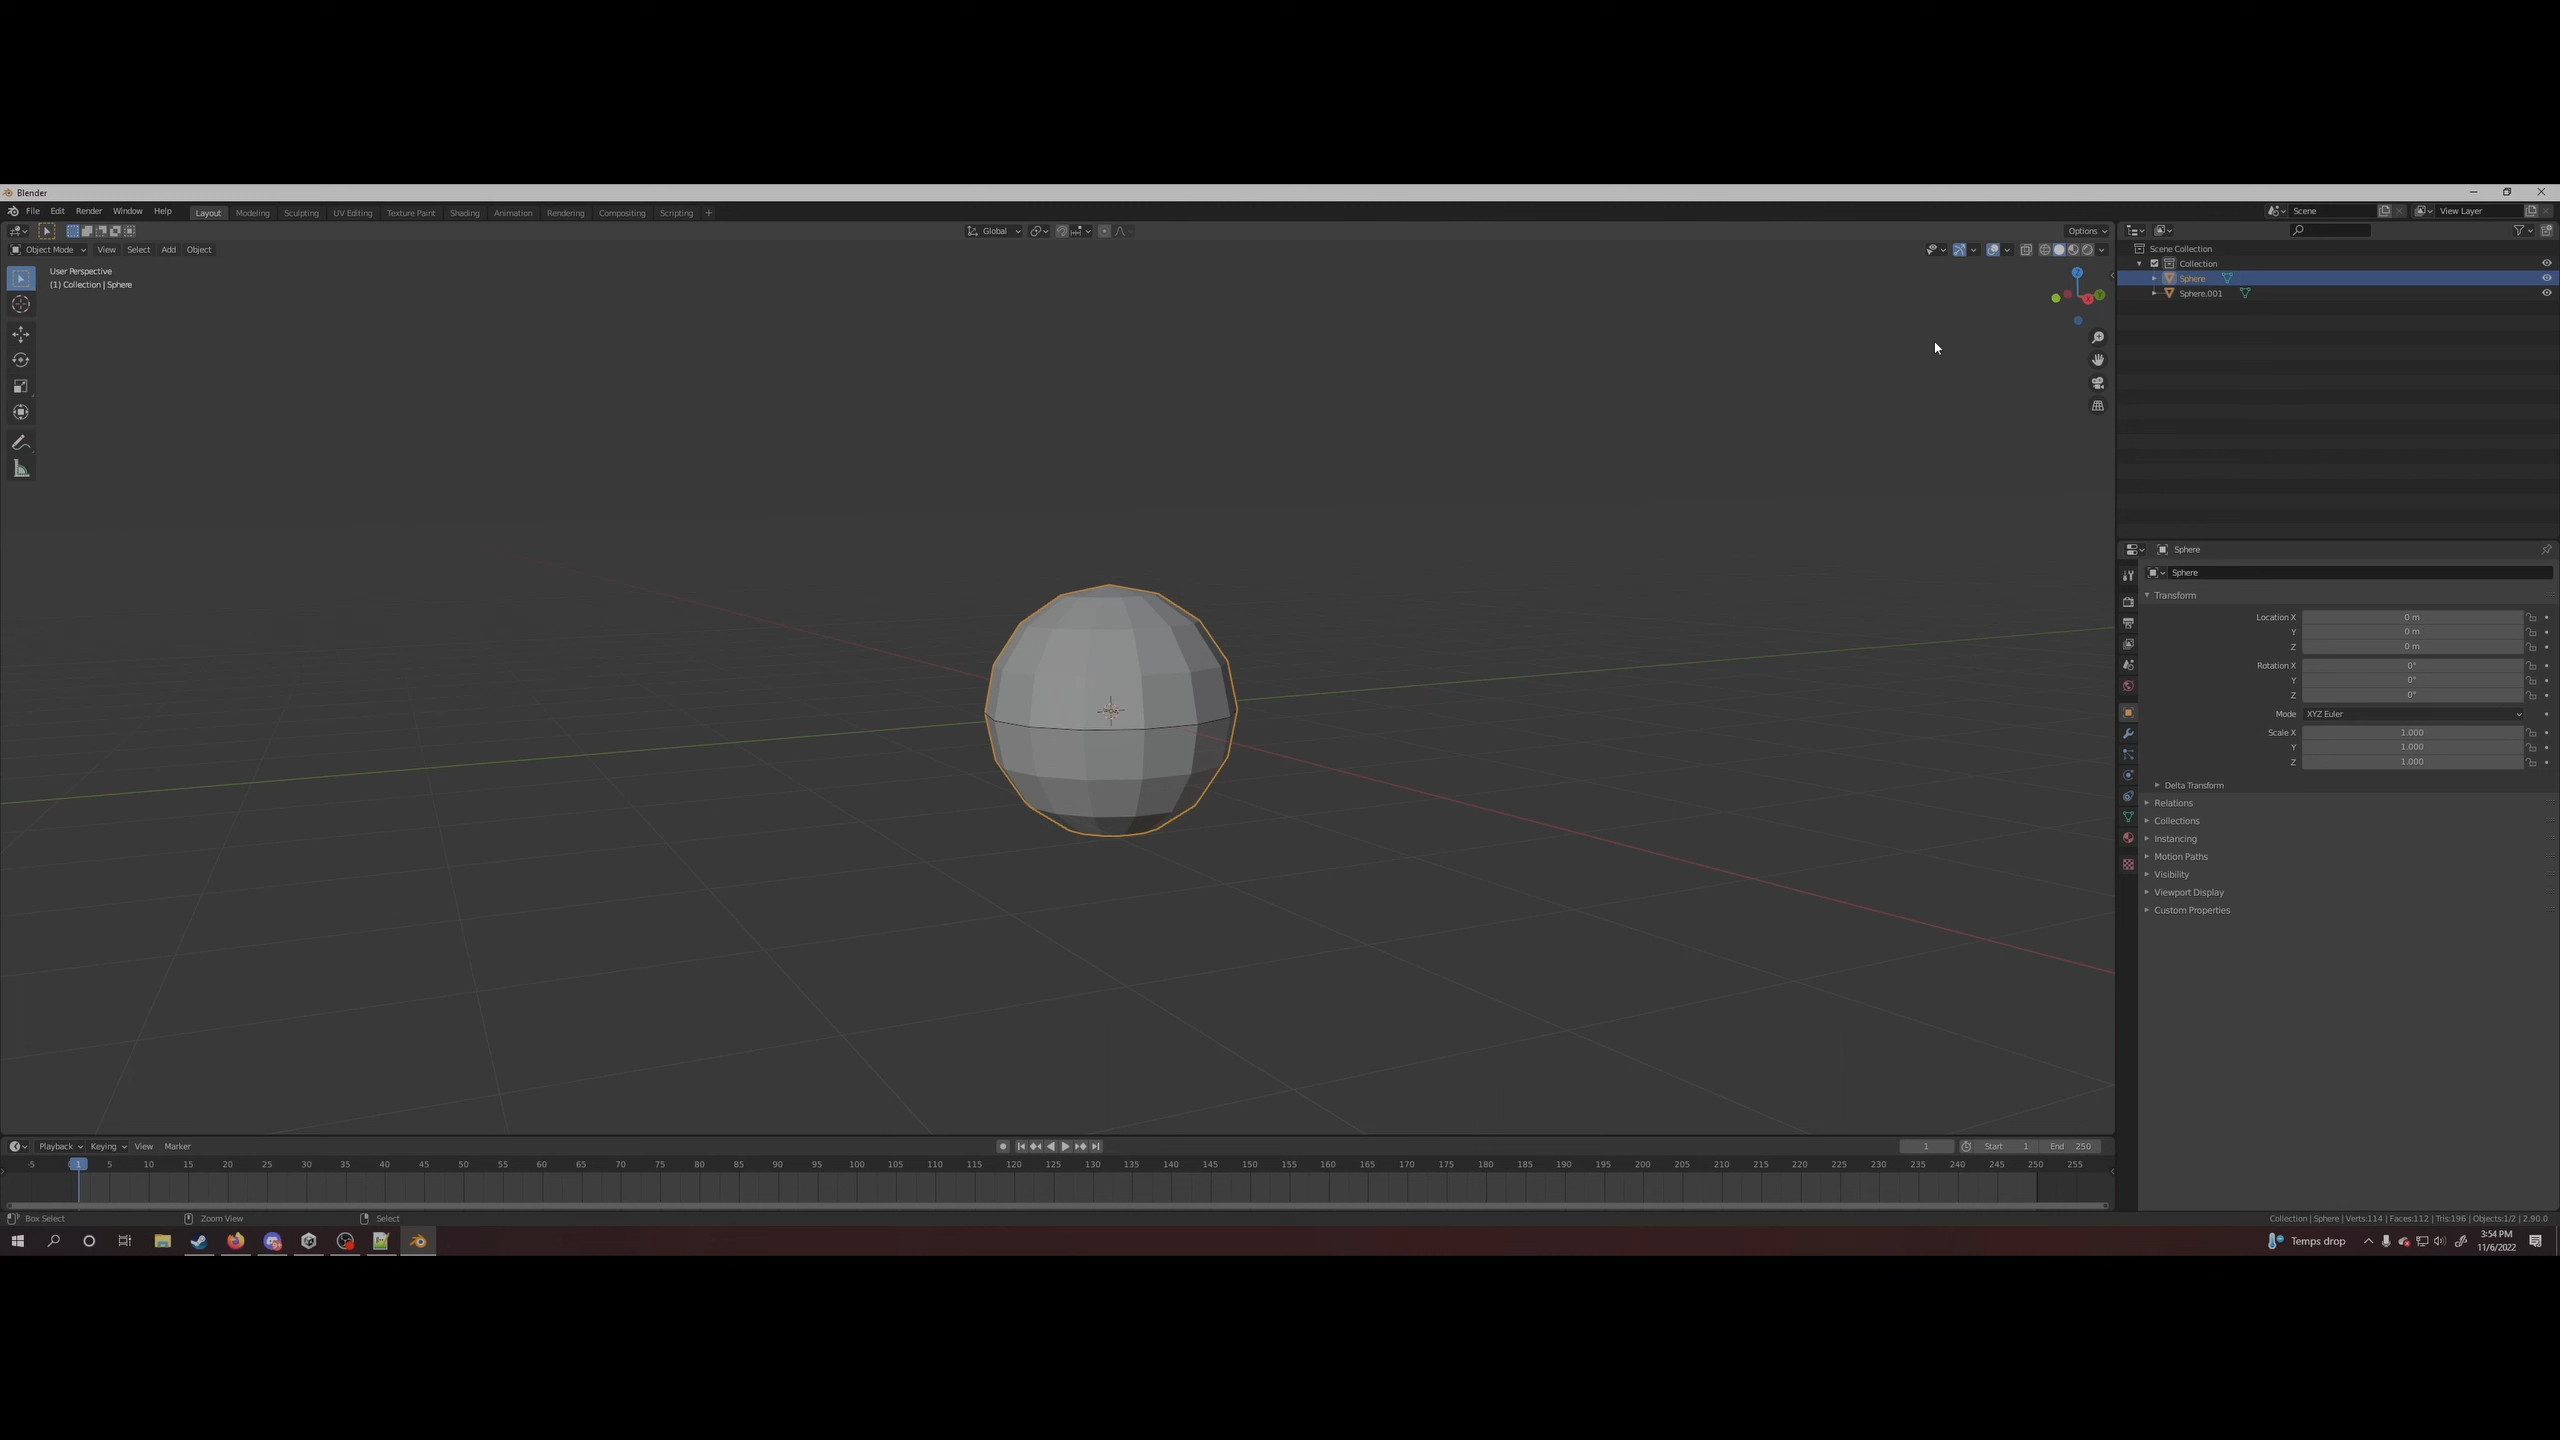 Blender
File Edit Render Window Help Layout Modeling Sculpting UV Editing Texture Paint Shading Animation Rendering Compositing Scripting + Scene View Layer
Global Options
Object Mode View Select Add Object
User Perspective
(1) Collection | Sphere
Scene Collection
Collection
Sphere
Sphere.001
Z
X
Y
Sphere
Sphere
Transform
Location X 0 m
Y 0 m
Z 0 m
Rotation X 0°
Y 0°
Z 0°
Mode XYZ Euler
Scale X 1.000
Y 1.000
Z 1.000
Delta Transform
Relations
Collections
Instancing
Motion Paths
Visibility
Viewport Display
Custom Properties
Playback Keying View Marker 1 Start 1 End 250
-5 1 5 10 15 20 25 30 35 40 45 50 55 60 65 70 75 80 85 90 95 100 105 110 115 120 125 130 135 140 145 150 155 160 165 170 175 180 185 190 195 200 205 210 215 220 225 230 235 240 245 250 255
Box Select Zoom View Select Collection | Sphere | Verts:114 | Faces:112 | Tris:196 | Objects:1/2 | 2.90.0
Temps drop 3:54 PM
11/6/2022